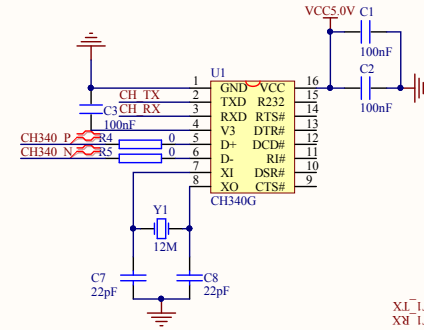 VCC5.0V
C1
100nF
C2
100nF
U1
1 GND VCC 16
CH_TX 2 TXD R232 15
CH_RX 3 RXD RTS# 14
C3
100nF
4 V3 DTR# 13
CH340_P R4 0 5 D+ DCD# 12
CH340_N R5 0 6 D- RI# 11
7 XI DSR# 10
8 XO CTS# 9
CH340G
Y1
12M
C7
22pF
C8
22pF